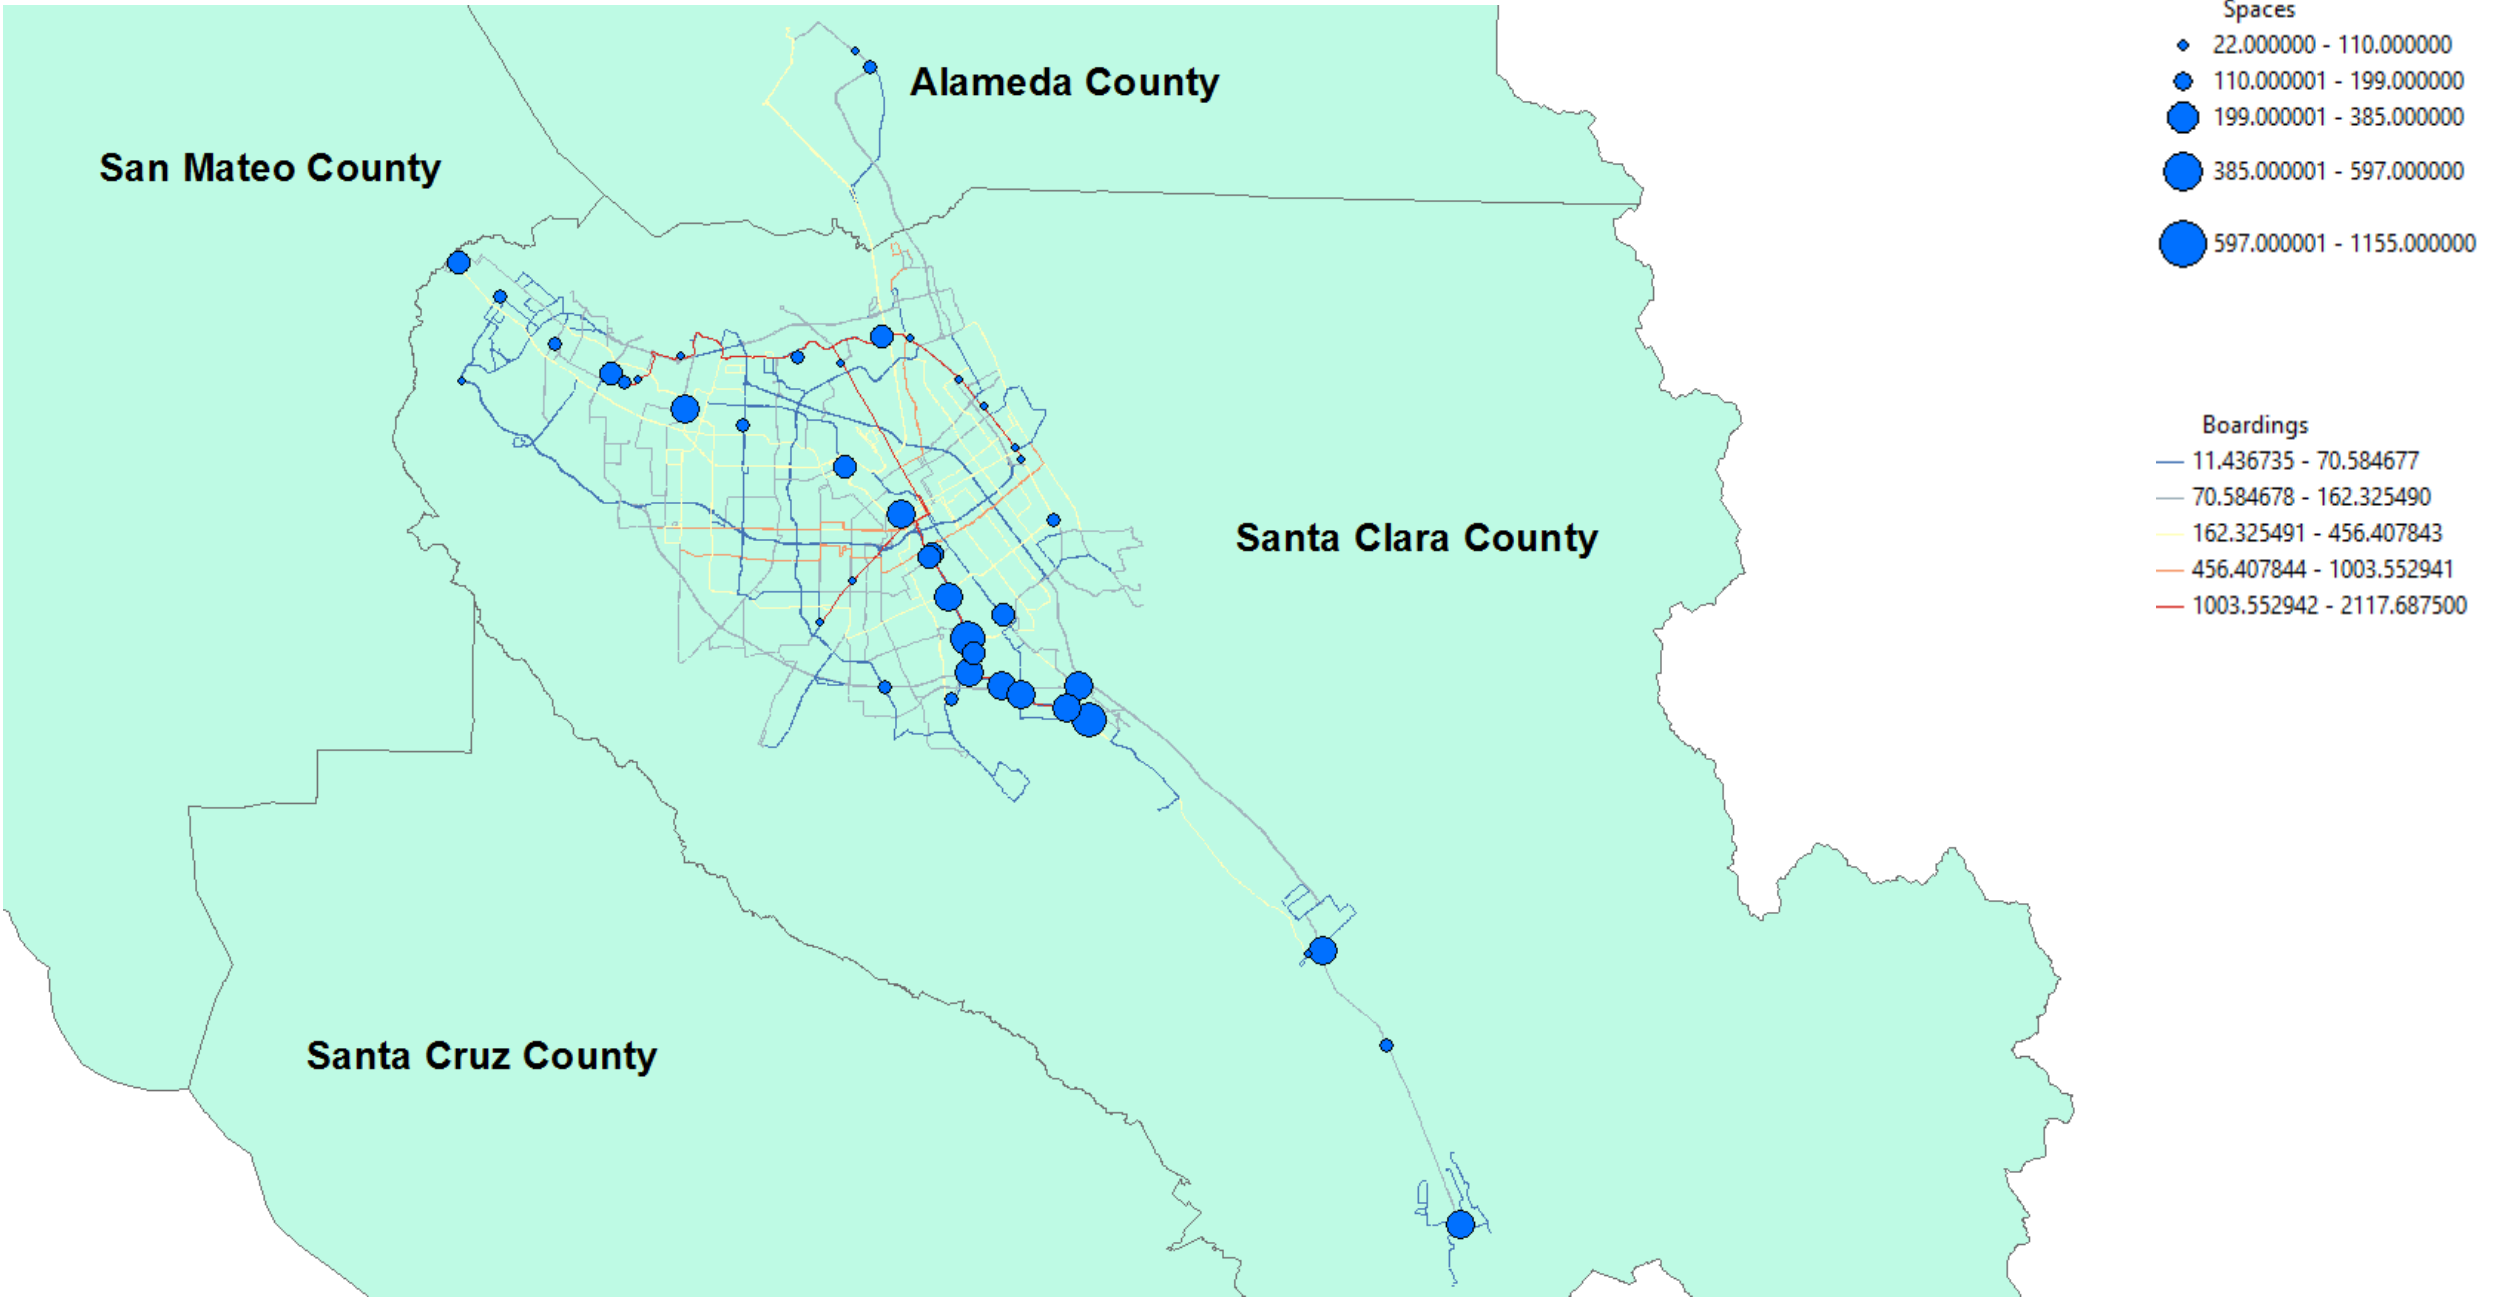 Alameda County
San Mateo County
Santa Clara County
Santa Cruz County
Spaces
22.000000 - 110.000000
110.000001 - 199.000000
199.000001 - 385.000000
385.000001 - 597.000000
597.000001 - 1155.000000
Boardings
11.436735 - 70.584677
70.584678 - 162.325490
162.325491 - 456.407843
456.407844 - 1003.552941
1003.552942 - 2117.687500